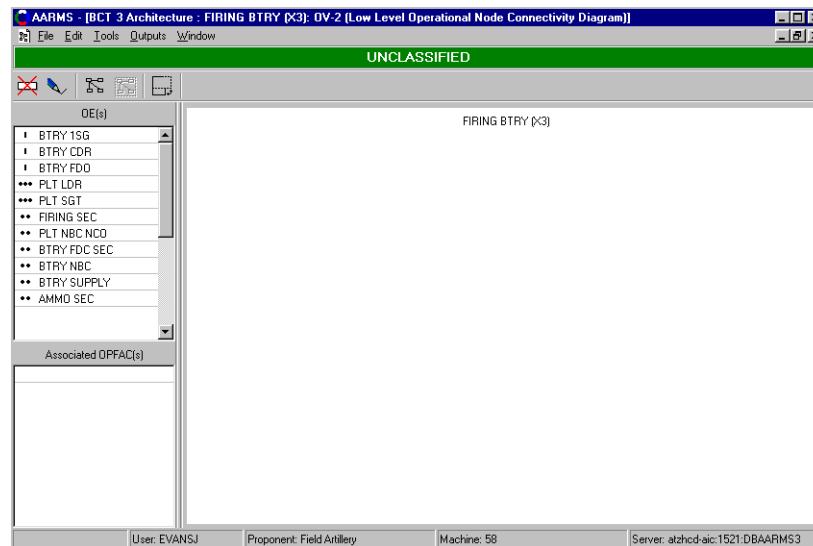 AARMS - [BCT 3 Architecture : FIRING BTRY (X3): OV-2 (Low Level Operational Node Connectivity Diagram)]
File Edit Tools Outputs Window
UNCLASSIFIED
OE(s)
BTRY 1SG
BTRY CDR
BTRY FDO
PLT LDR
PLT SGT
FIRING SEC
PLT NBC NCO
BTRY FDC SEC
BTRY NBC
BTRY SUPPLY
AMMO SEC
Associated OPFAC(s)
FIRING BTRY (X3)
User: EVANSJ Proponent: Field Artillery Machine: 58 Server: atzhcd-aic:1521:DBAARMS3